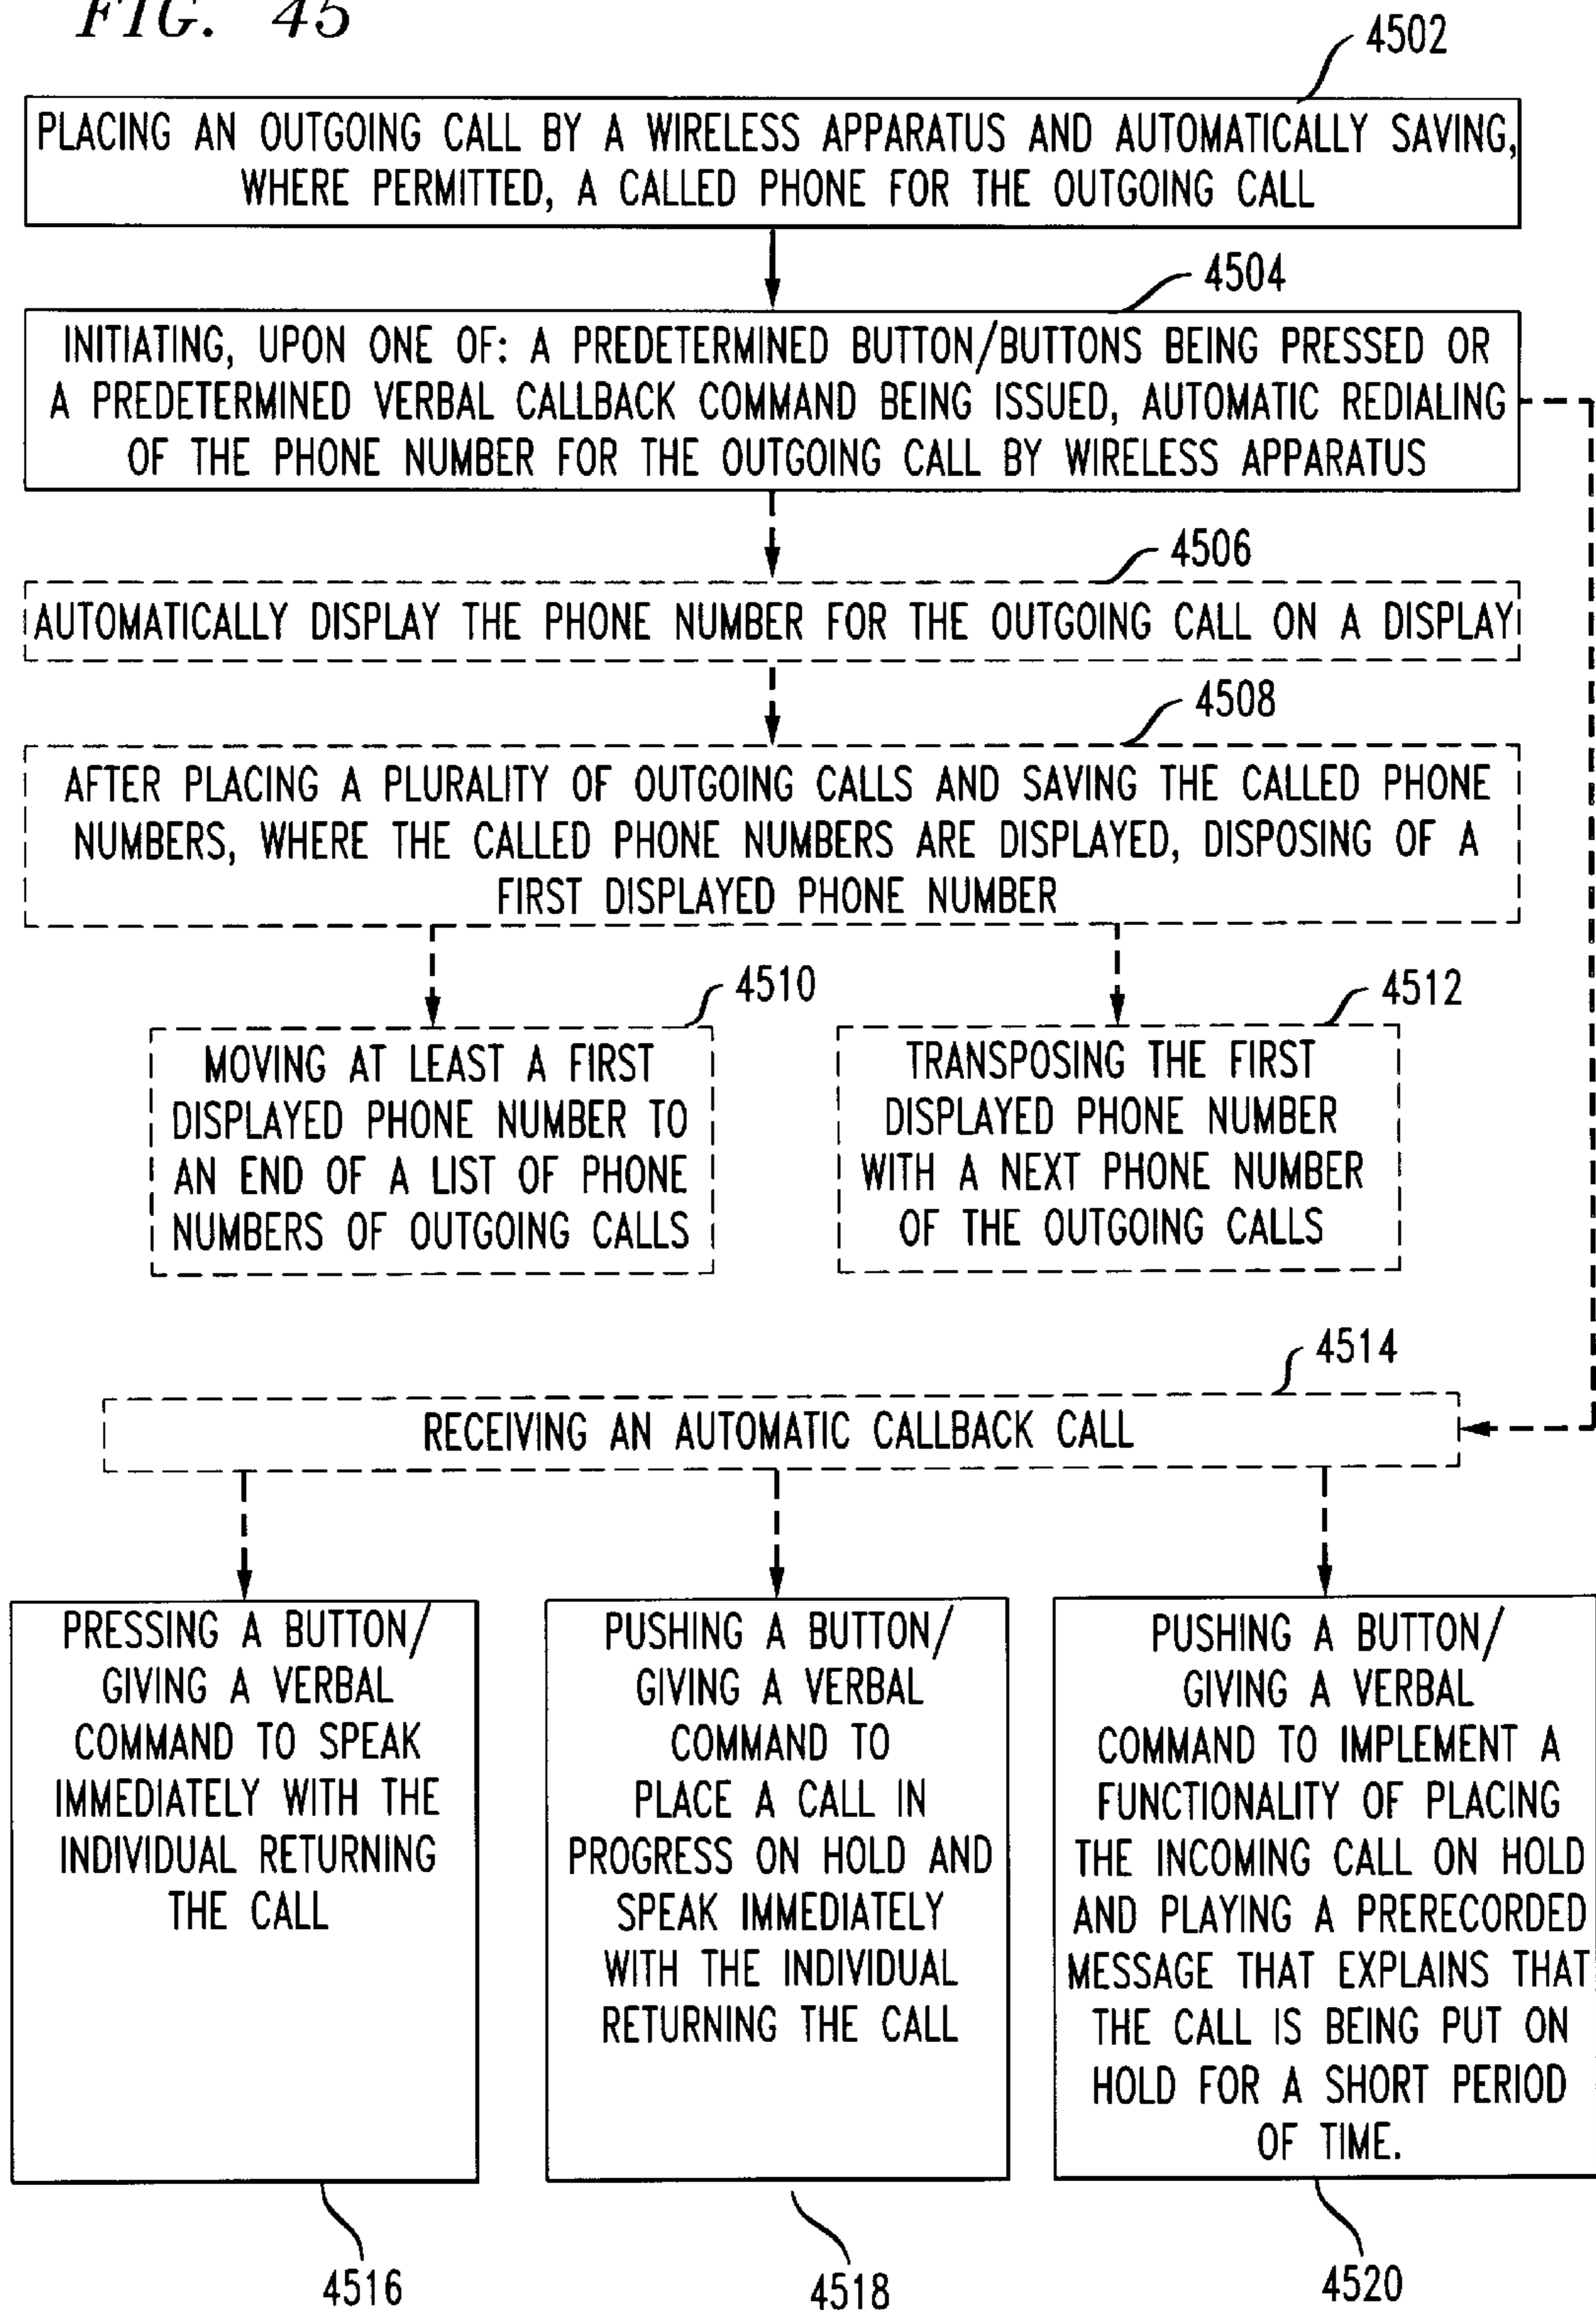 FIG. 45
4502
PLACING AN OUTGOING CALL BY A WIRELESS APPARATUS AND AUTOMATICALLY SAVING,
WHERE PERMITTED, A CALLED PHONE FOR THE OUTGOING CALL
4504
INITIATING, UPON ONE OF: A PREDETERMINED BUTTON/BUTTONS BEING PRESSED OR
A PREDETERMINED VERBAL CALLBACK COMMAND BEING ISSUED, AUTOMATIC REDIALING
OF THE PHONE NUMBER FOR THE OUTGOING CALL BY WIRELESS APPARATUS
4506
AUTOMATICALLY DISPLAY THE PHONE NUMBER FOR THE OUTGOING CALL ON A DISPLAY
4508
AFTER PLACING A PLURALITY OF OUTGOING CALLS AND SAVING THE CALLED PHONE
NUMBERS, WHERE THE CALLED PHONE NUMBERS ARE DISPLAYED, DISPOSING OF A
FIRST DISPLAYED PHONE NUMBER
4510
MOVING AT LEAST A FIRST
DISPLAYED PHONE NUMBER TO
AN END OF A LIST OF PHONE
NUMBERS OF OUTGOING CALLS
4512
TRANSPOSING THE FIRST
DISPLAYED PHONE NUMBER
WITH A NEXT PHONE NUMBER
OF THE OUTGOING CALLS
4514
RECEIVING AN AUTOMATIC CALLBACK CALL
PRESSING A BUTTON/
GIVING A VERBAL
COMMAND TO SPEAK
IMMEDIATELY WITH THE
INDIVIDUAL RETURNING
THE CALL
4516
PUSHING A BUTTON/
GIVING A VERBAL
COMMAND TO
PLACE A CALL IN
PROGRESS ON HOLD AND
SPEAK IMMEDIATELY
WITH THE INDIVIDUAL
RETURNING THE CALL
4518
PUSHING A BUTTON/
GIVING A VERBAL
COMMAND TO IMPLEMENT A
FUNCTIONALITY OF PLACING
THE INCOMING CALL ON HOLD
AND PLAYING A PRERECORDED
MESSAGE THAT EXPLAINS THAT
THE CALL IS BEING PUT ON
HOLD FOR A SHORT PERIOD
OF TIME.
4520